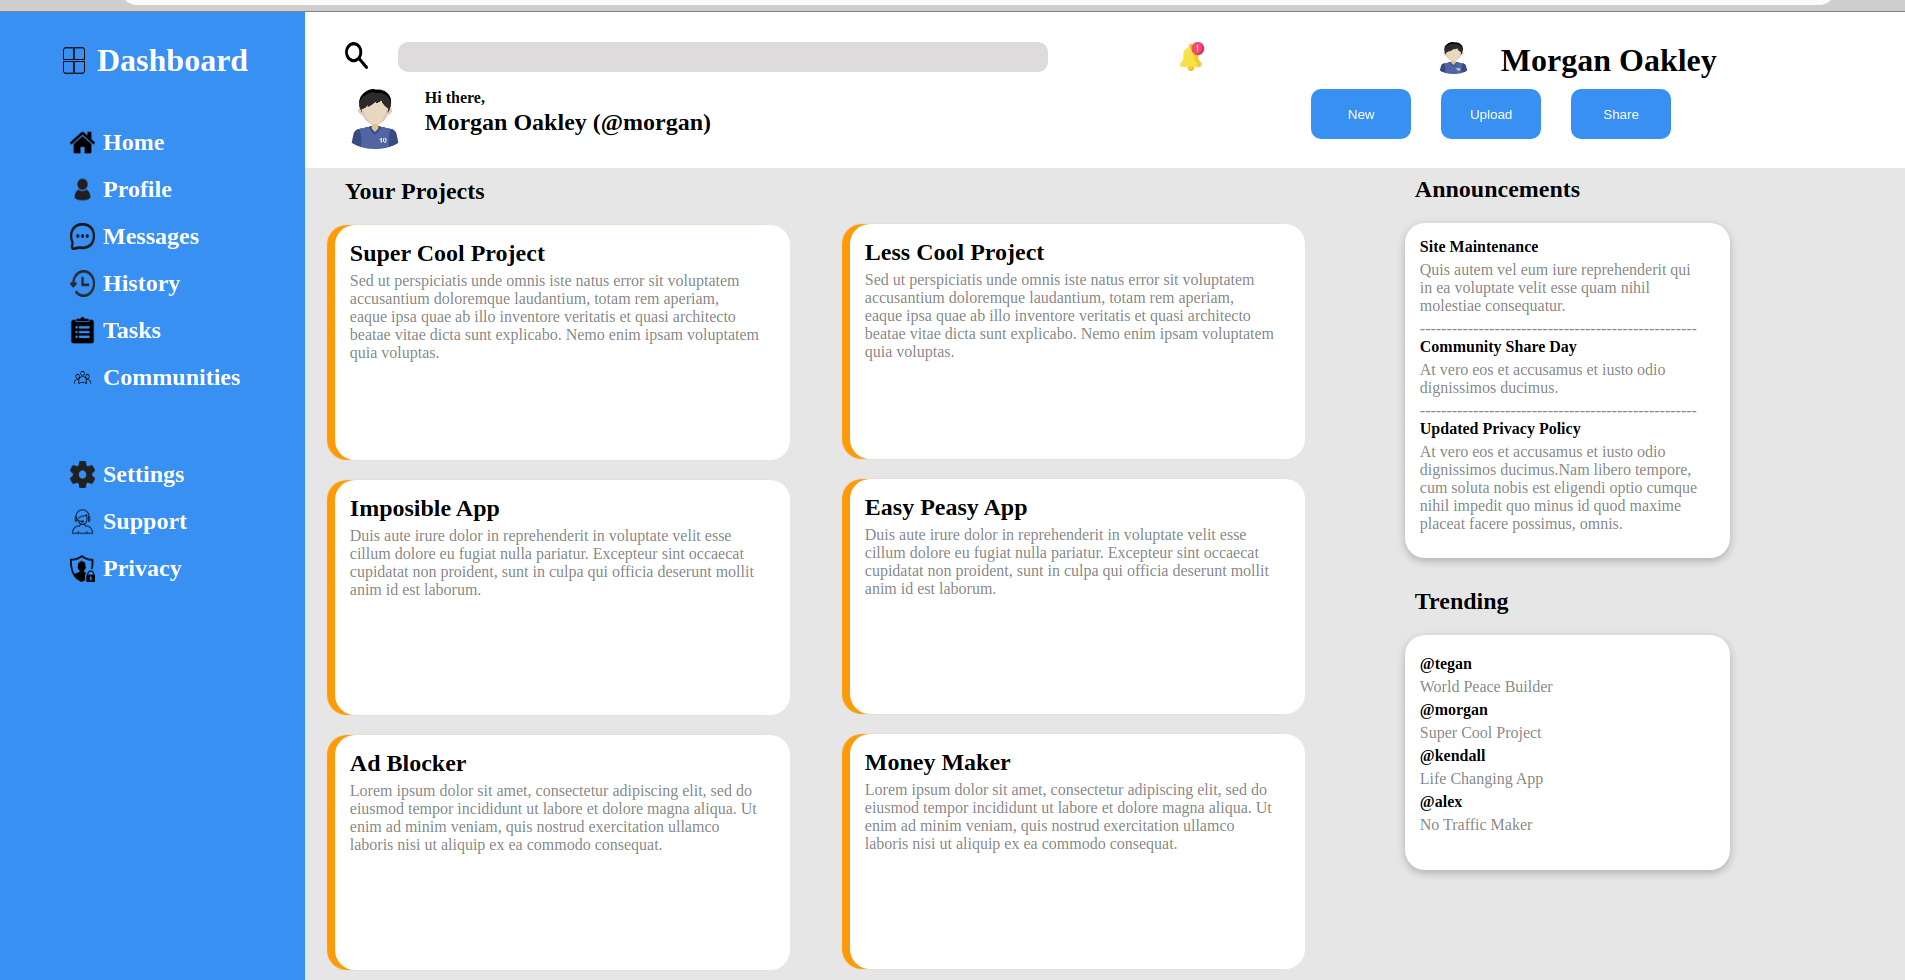 Dashboard
Home
Profile
Messages
History
Tasks
Communities
Settings
Support
Privacy
1
Morgan Oakley
10
Hi there,
Morgan Oakley (@morgan)
10
New
Upload
Share
Your Projects
Super Cool Project
Sed ut perspiciatis unde omnis iste natus error sit voluptatem
accusantium doloremque laudantium, totam rem aperiam,
eaque ipsa quae ab illo inventore veritatis et quasi architecto
beatae vitae dicta sunt explicabo. Nemo enim ipsam voluptatem
quia voluptas.
Less Cool Project
Sed ut perspiciatis unde omnis iste natus error sit voluptatem
accusantium doloremque laudantium, totam rem aperiam,
eaque ipsa quae ab illo inventore veritatis et quasi architecto
beatae vitae dicta sunt explicabo. Nemo enim ipsam voluptatem
quia voluptas.
Imposible App
Duis aute irure dolor in reprehenderit in voluptate velit esse
cillum dolore eu fugiat nulla pariatur. Excepteur sint occaecat
cupidatat non proident, sunt in culpa qui officia deserunt mollit
anim id est laborum.
Easy Peasy App
Duis aute irure dolor in reprehenderit in voluptate velit esse
cillum dolore eu fugiat nulla pariatur. Excepteur sint occaecat
cupidatat non proident, sunt in culpa qui officia deserunt mollit
anim id est laborum.
Ad Blocker
Lorem ipsum dolor sit amet, consectetur adipiscing elit, sed do
eiusmod tempor incididunt ut labore et dolore magna aliqua. Ut
enim ad minim veniam, quis nostrud exercitation ullamco
laboris nisi ut aliquip ex ea commodo consequat.
Money Maker
Lorem ipsum dolor sit amet, consectetur adipiscing elit, sed do
eiusmod tempor incididunt ut labore et dolore magna aliqua. Ut
enim ad minim veniam, quis nostrud exercitation ullamco
laboris nisi ut aliquip ex ea commodo consequat.
Announcements
Site Maintenance
Quis autem vel eum iure reprehenderit qui
in ea voluptate velit esse quam nihil
molestiae consequatur.
----------------------------------------------------
Community Share Day
At vero eos et accusamus et iusto odio
dignissimos ducimus.
----------------------------------------------------
Updated Privacy Policy
At vero eos et accusamus et iusto odio
dignissimos ducimus.Nam libero tempore,
cum soluta nobis est eligendi optio cumque
nihil impedit quo minus id quod maxime
placeat facere possimus, omnis.
Trending
@tegan
World Peace Builder
@morgan
Super Cool Project
@kendall
Life Changing App
@alex
No Traffic Maker